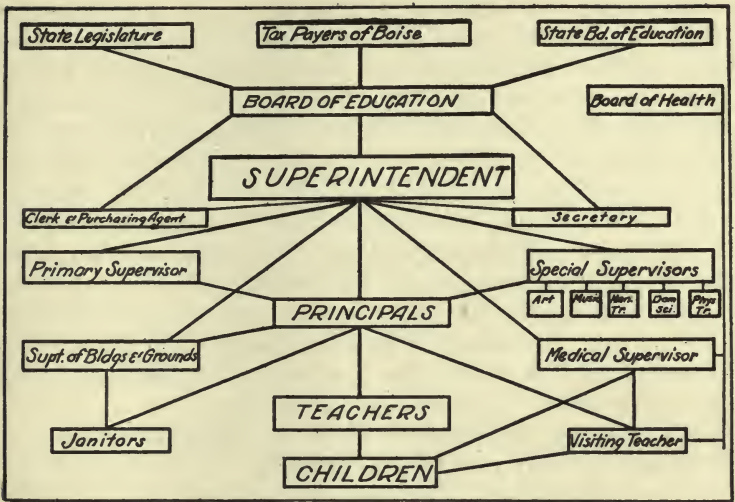 State Legislature
Tax Payers of Boise
State Bd. of Education
BOARD OF EDUCATION
Board of Health
SUPERINTENDENT
Clerk & Purchasing Agent
Secretary
Primary Supervisor
Special Supervisors
Art
Music
Man.
Tr.
Dom
Sci.
Phys
Tr.
PRINCIPALS
Supt. of Bldgs & Grounds
Medical Supervisor
TEACHERS
Janitors
Visiting Teacher
CHILDREN